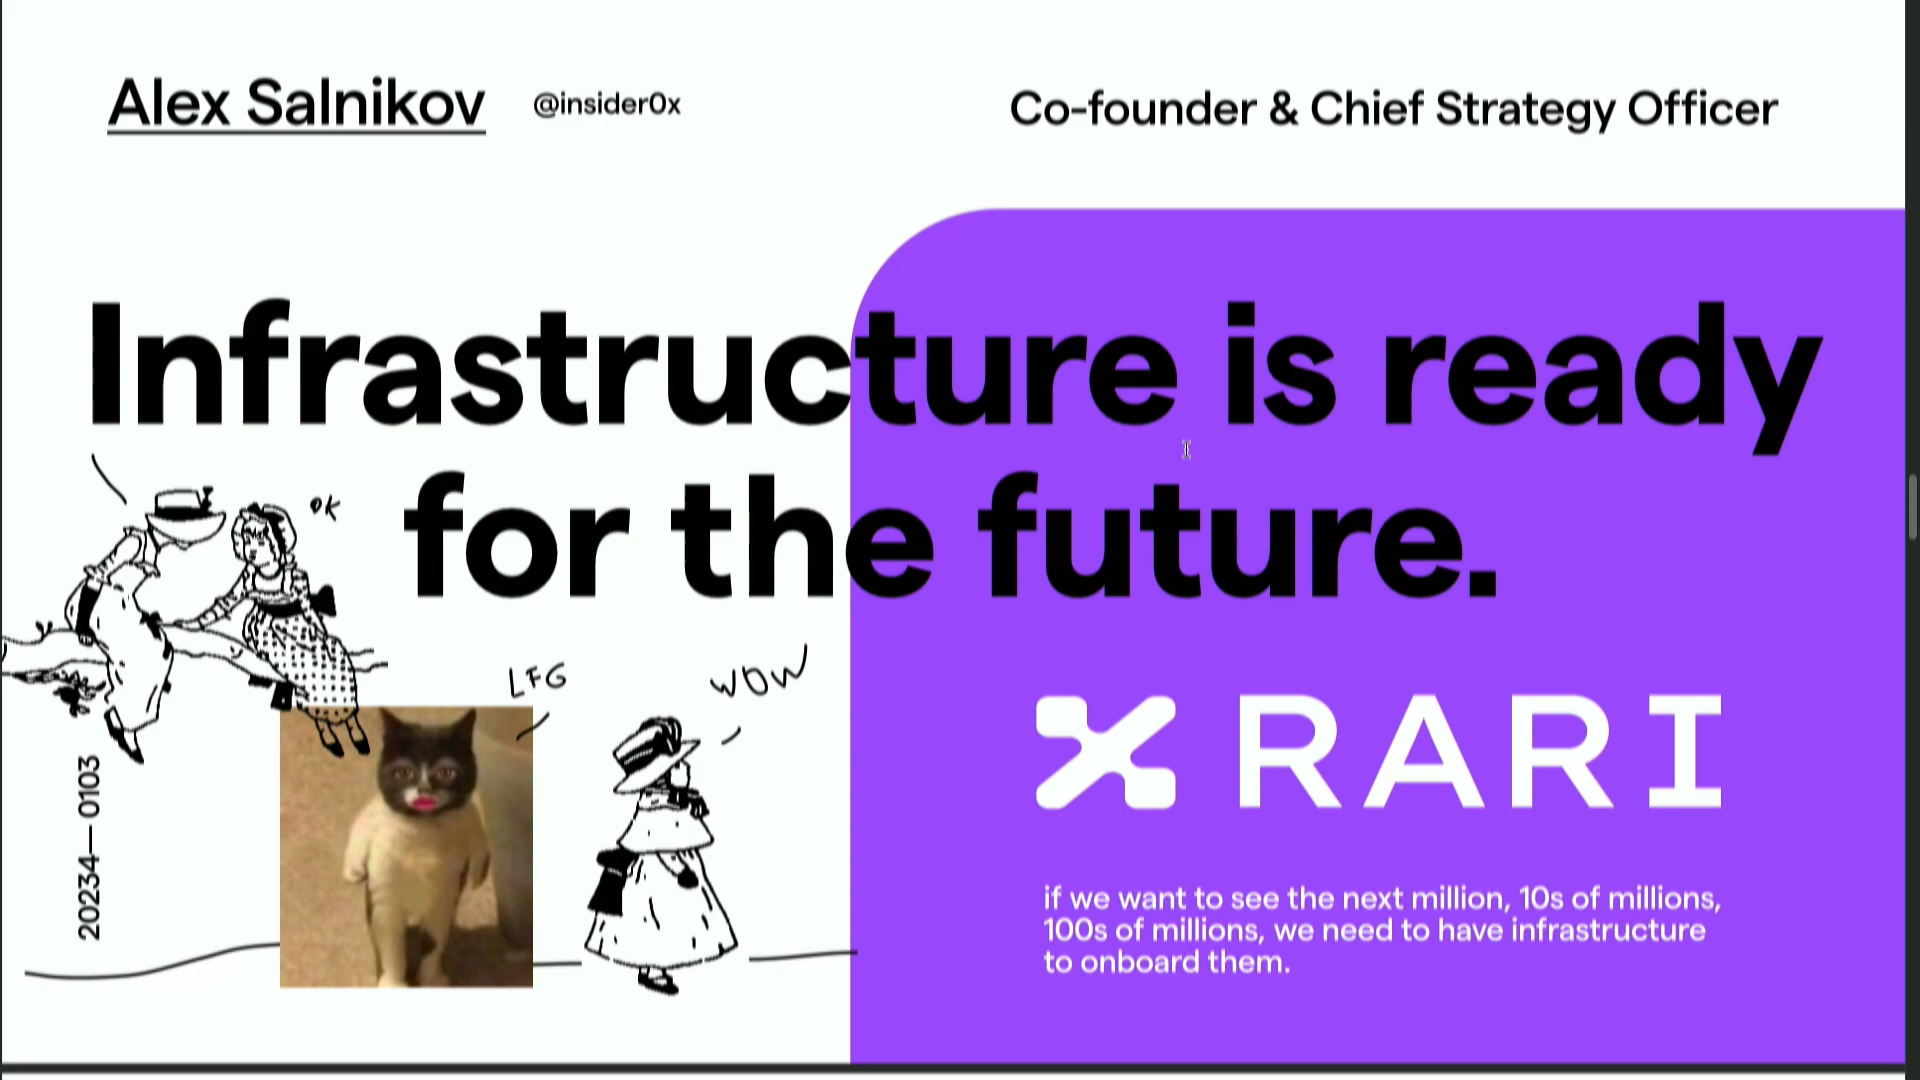 Alex Salnikov @insider0x
Co-founder & Chief Strategy Officer
Infrastructure is ready
for the future.
OK
LFG
WOW
20234—0103
RARI
if we want to see the next million, 10s of millions,
100s of millions, we need to have infrastructure
to onboard them.